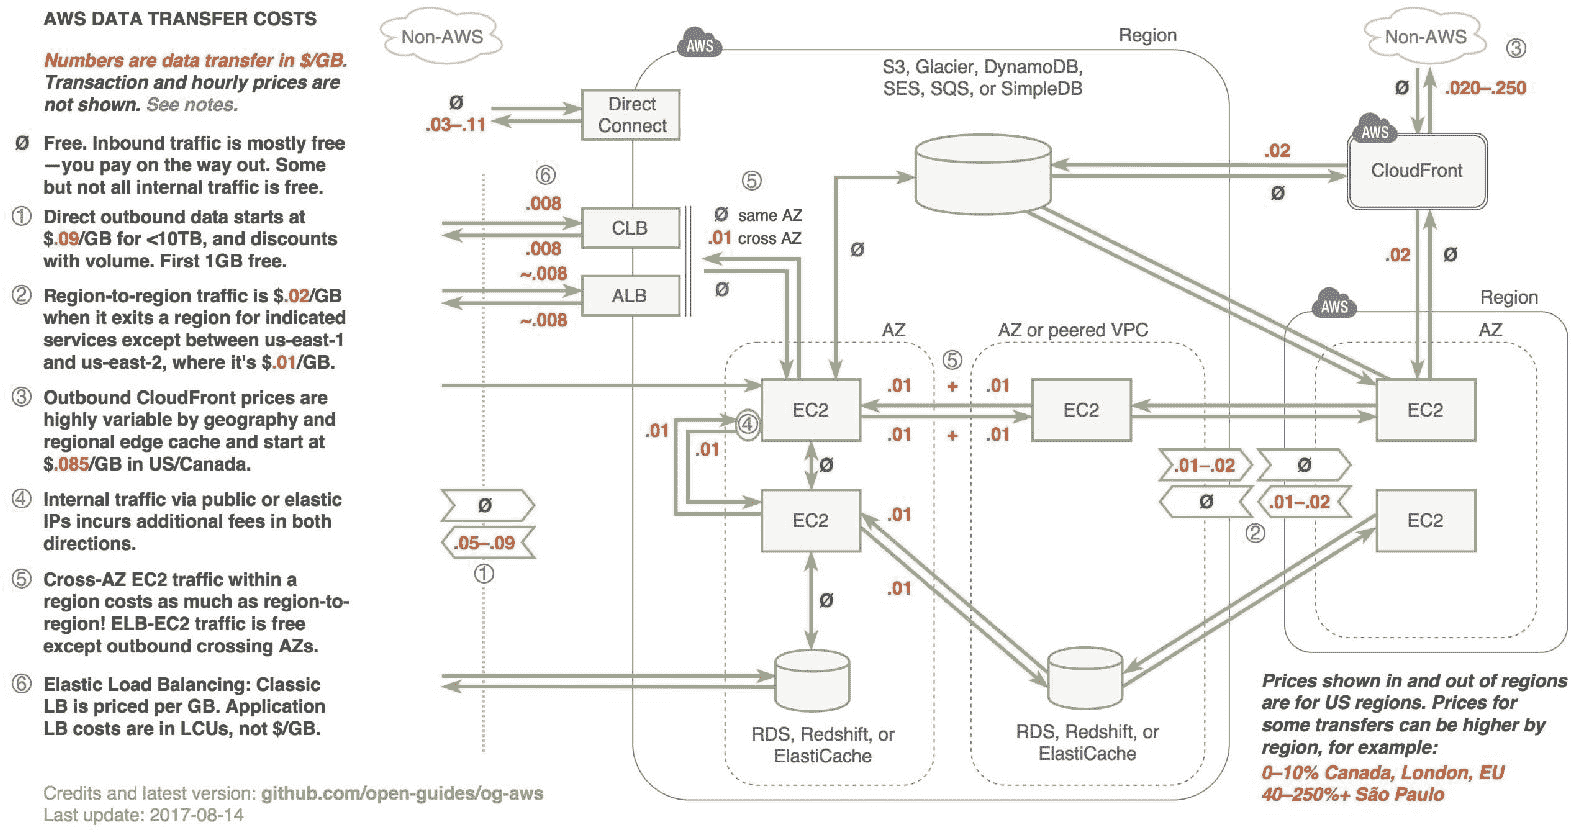 AWS DATA TRANSFER COSTS
Numbers are data transfer in $/GB.
Transaction and hourly prices are
not shown. See notes.
Ø Free. Inbound traffic is mostly free
—you pay on the way out. Some
but not all internal traffic is free.
① Direct outbound data starts at
$.09/GB for <10TB, and discounts
with volume. First 1GB free.
② Region-to-region traffic is $.02/GB
when it exits a region for indicated
services except between us-east-1
and us-east-2, where it's $.01/GB.
③ Outbound CloudFront prices are
highly variable by geography and
regional edge cache and start at
$.085/GB in US/Canada.
④ Internal traffic via public or elastic
IPs incurs additional fees in both
directions.
⑤ Cross-AZ EC2 traffic within a
region costs as much as region-to-
region! ELB-EC2 traffic is free
except outbound crossing AZs.
⑥ Elastic Load Balancing: Classic
LB is priced per GB. Application
LB costs are in LCUs, not $/GB.
Credits and latest version: github.com/open-guides/og-aws
Last update: 2017-08-14
Non-AWS
Ø
.03–.11
Direct
Connect
⑥
.008
CLB
.008
~.008
ALB
~.008
⑤
Ø same AZ
.01 cross AZ
Ø
Ø
.05–.09
①
AWS
Region
S3, Glacier, DynamoDB,
SES, SQS, or SimpleDB
Ø
AZ
EC2
④
.01
.01
Ø
EC2
Ø
RDS, Redshift, or
ElastiCache
⑤
.01 + .01
.01 + .01
.01
.01
AZ or peered VPC
EC2
RDS, Redshift, or
ElastiCache
Non-AWS
③
Ø
.020–.250
AWS
CloudFront
.02
Ø
.02
Ø
AWS
Region
AZ
EC2
EC2
.01–.02
Ø
Ø
.01–.02
②
Prices shown in and out of regions
are for US regions. Prices for
some transfers can be higher by
region, for example:
0–10% Canada, London, EU
40–250%+ São Paulo